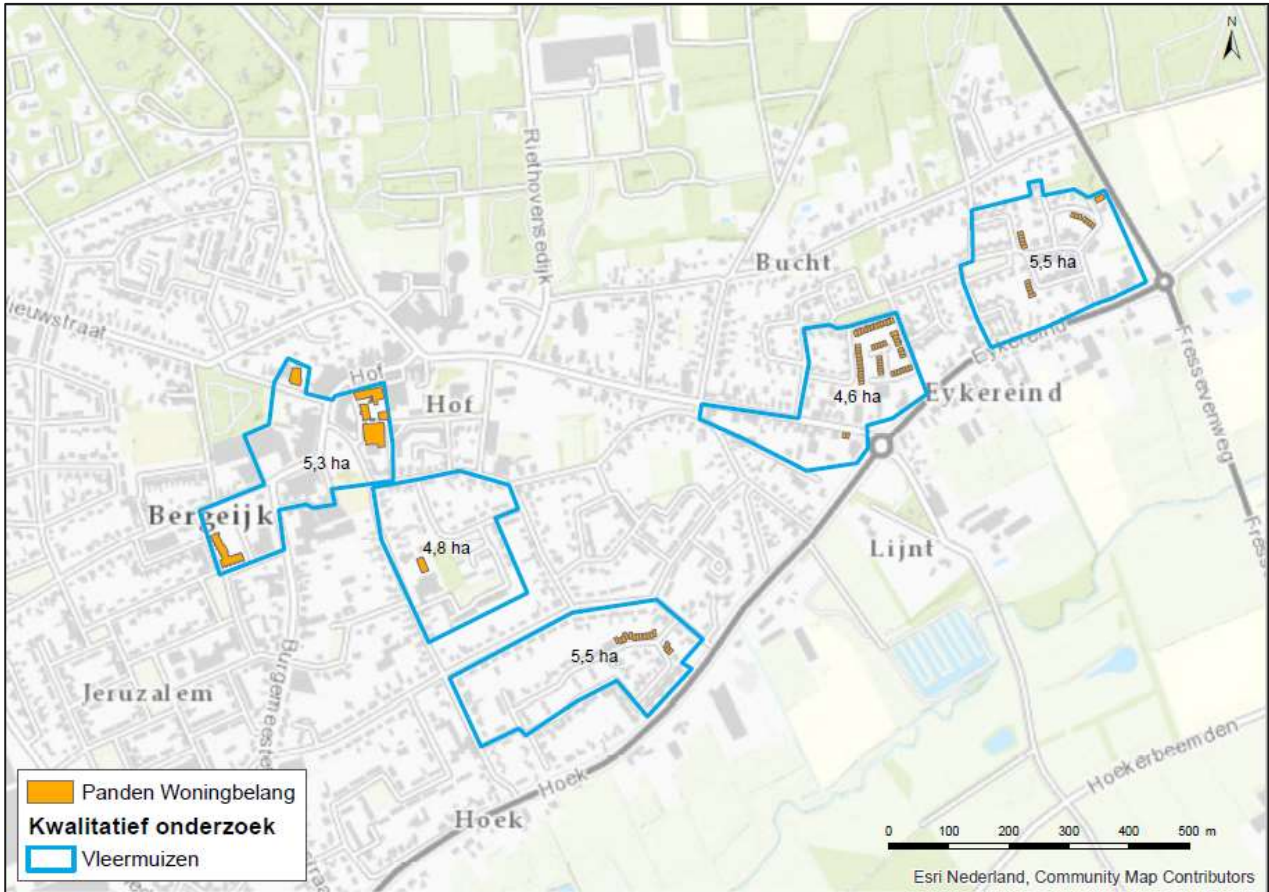 N
Riethovensedijk
Bucht
5,5 ha
ieuwstraat
Eykereind
Fressevenweg
Hof
Hof
4,6 ha
Eykereind
5,3 ha
Bergeijk
4,8 ha
Lijnt
Fress
5,5 ha
Jeruzalem
Burgemeester
Hoekerbeemden
Hoek
Hoek
Panden Woningbelang
Kwalitatief onderzoek
Vleermuizen
0 100 200 300 400 500 m
Esri Nederland, Community Map Contributors